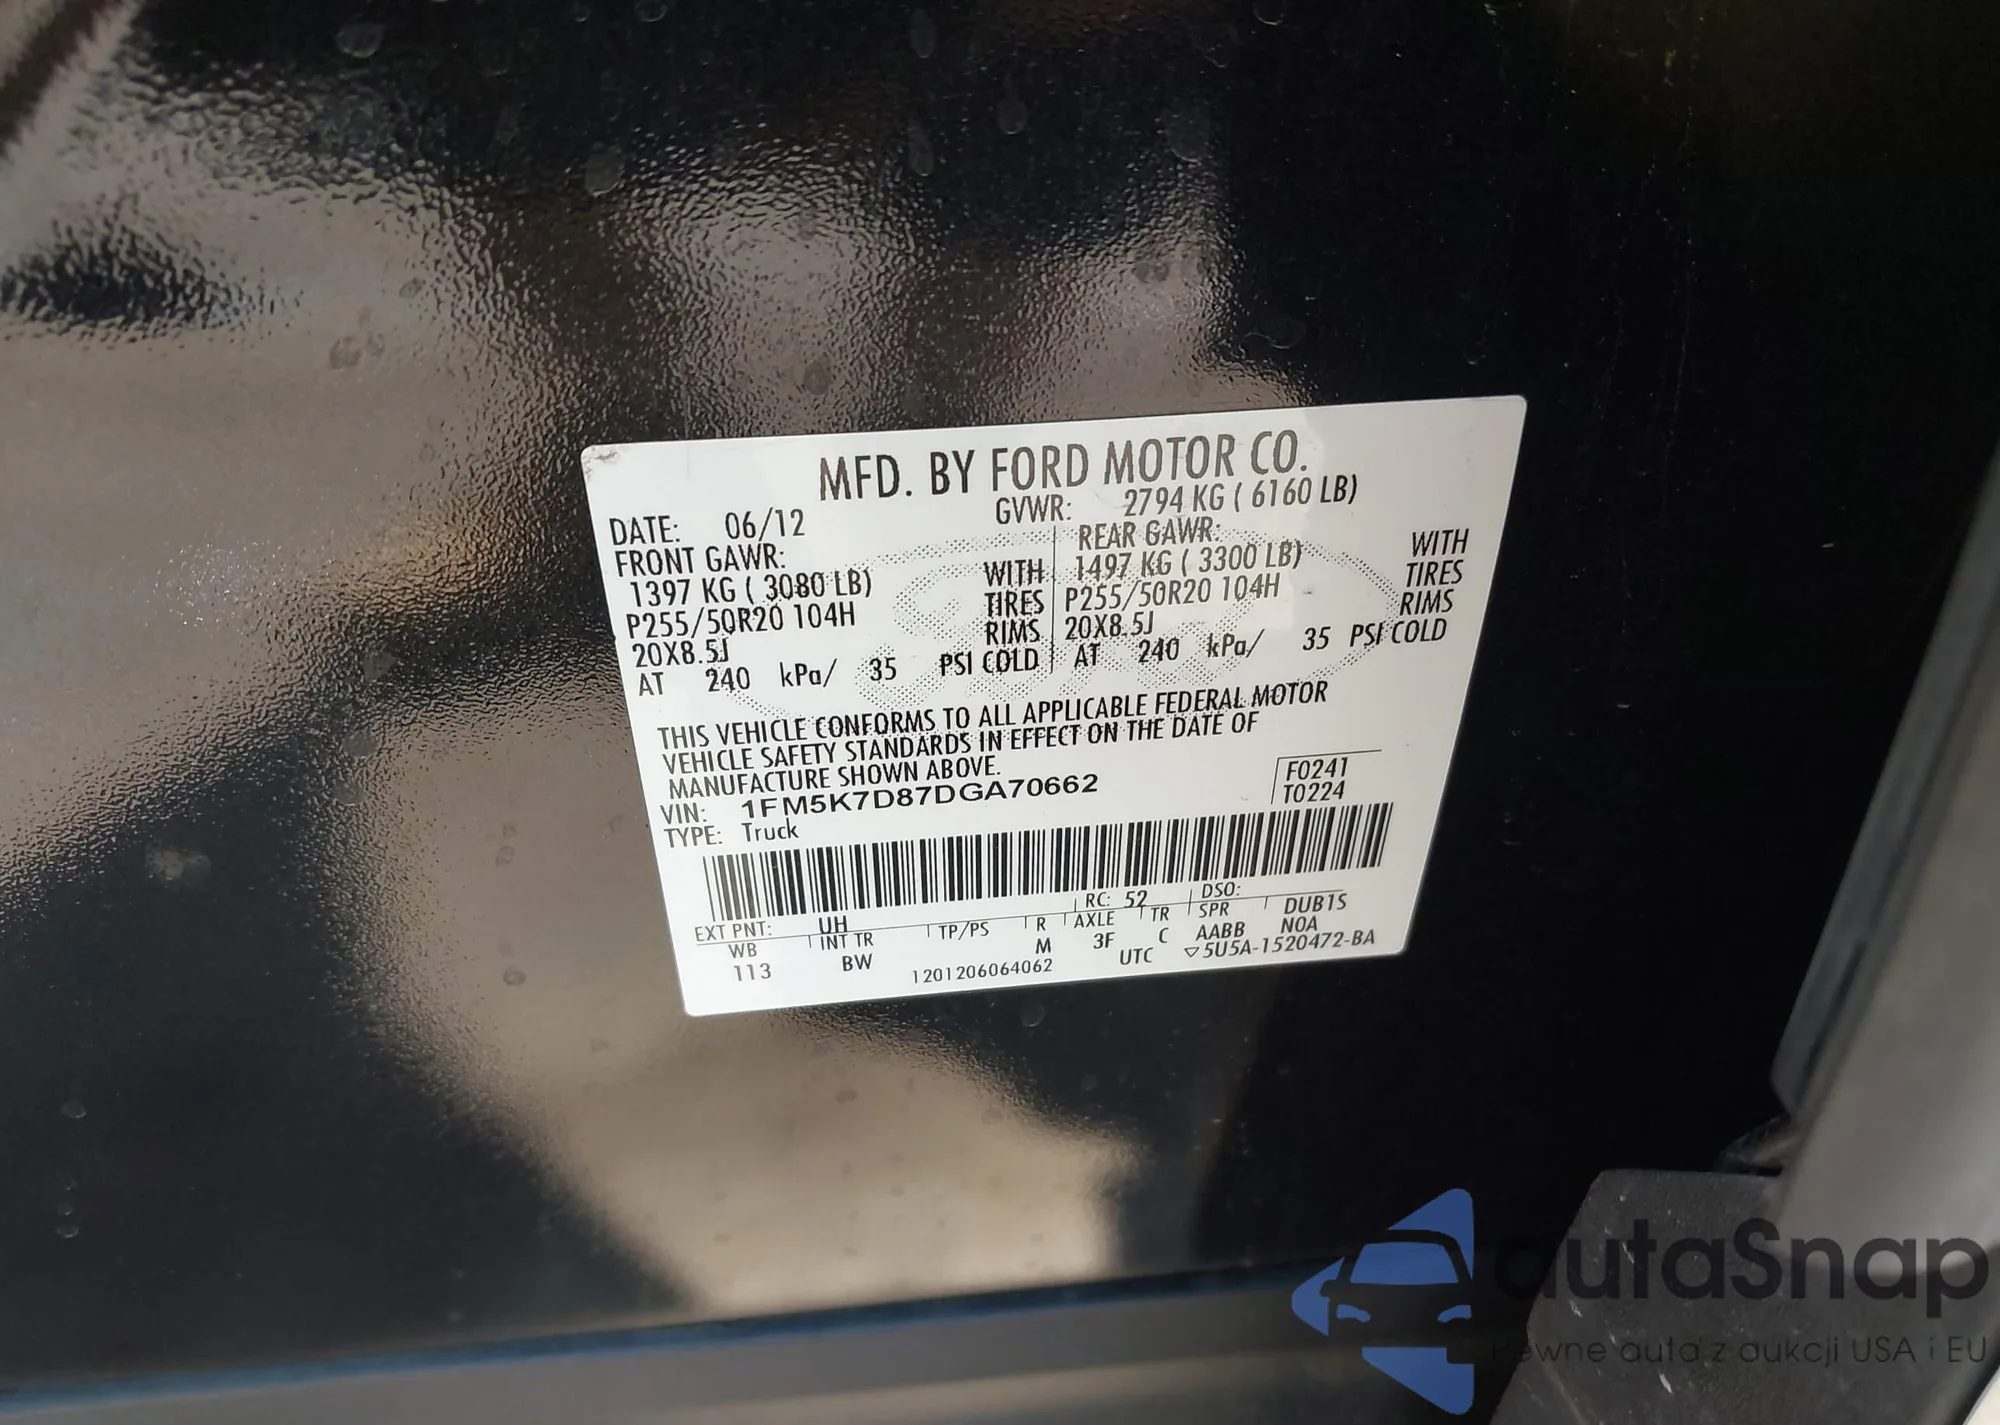 MFD. BY FORD MOTOR CO.
DATE: 06/12 GVWR: 2794 KG ( 6160 LB)
FRONT GAWR: REAR GAWR:
1397 KG ( 3080 LB) WITH 1497 KG ( 3300 LB) WITH
P255/50R20 104H TIRES P255/50R20 104H TIRES
20X8.5J RIMS 20X8.5J RIMS
AT 240 kPa/ 35 PSI COLD AT 240 kPa/ 35 PSI COLD
THIS VEHICLE CONFORMS TO ALL APPLICABLE FEDERAL MOTOR
VEHICLE SAFETY STANDARDS IN EFFECT ON THE DATE OF
MANUFACTURE SHOWN ABOVE.
VIN: 1FM5K7D87DGA70662 F0241
TYPE: Truck T0224
EXT PNT: UH RC: 52 DSO:
WB INT TR TP/PS R AXLE TR SPR DUB1S
113 BW M 3F C AABB N0A
1201206064062 UTC ▽5U5A-1520472-BA
autaSnap
Pewne auta z aukcji USA i EU